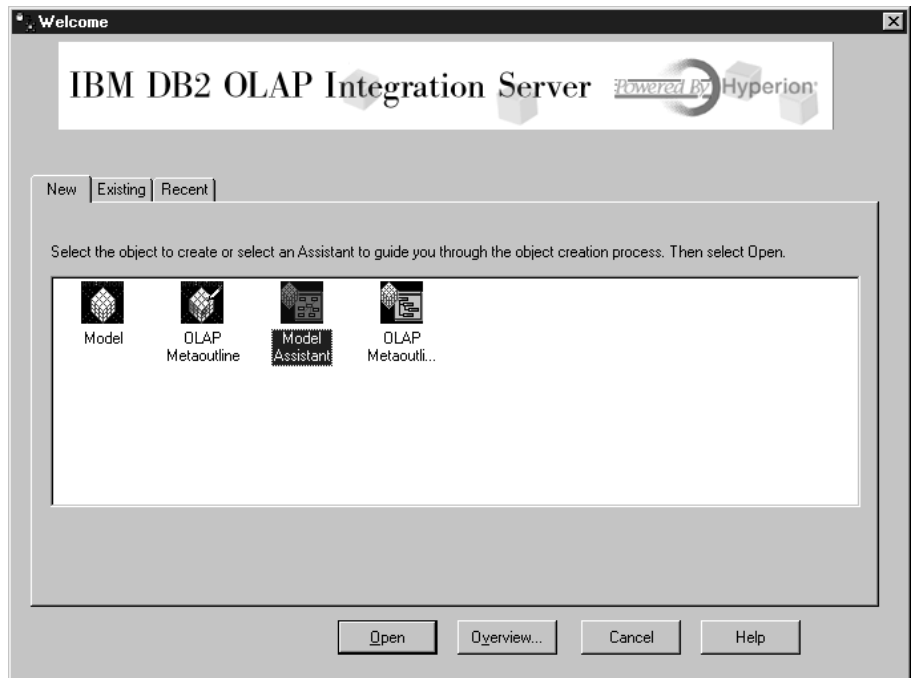 Welcome
IBM DB2 OLAP Integration Server
Powered By Hyperion
New Existing Recent
Select the object to create or select an Assistant to guide you through the object creation process. Then select Open.
Model
OLAP
Metaoutline
Model
Assistant
OLAP
Metaoutli...
Open Overview... Cancel Help